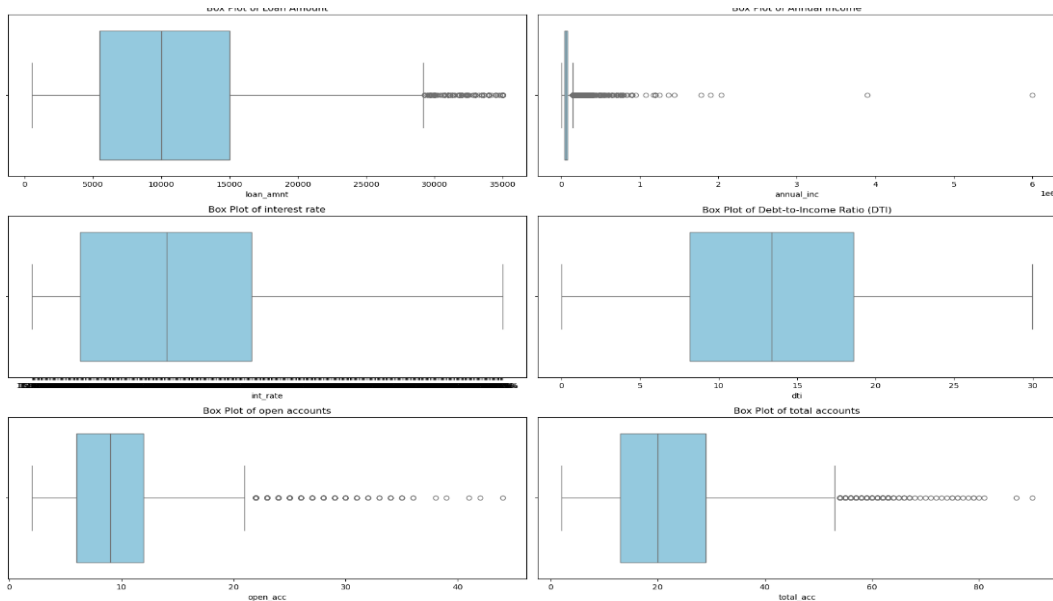 Box Plot of Loan Amount
0 5000 10000 15000 20000 25000 30000 35000
loan_amnt
Box Plot of Annual Income
0 1 2 3 4 5 6
1e6
annual_inc
Box Plot of interest rate
int_rate
Box Plot of Debt-to-Income Ratio (DTI)
0 5 10 15 20 25 30
dti
Box Plot of open accounts
0 10 20 30 40
open_acc
Box Plot of total accounts
0 20 40 60 80
total_acc